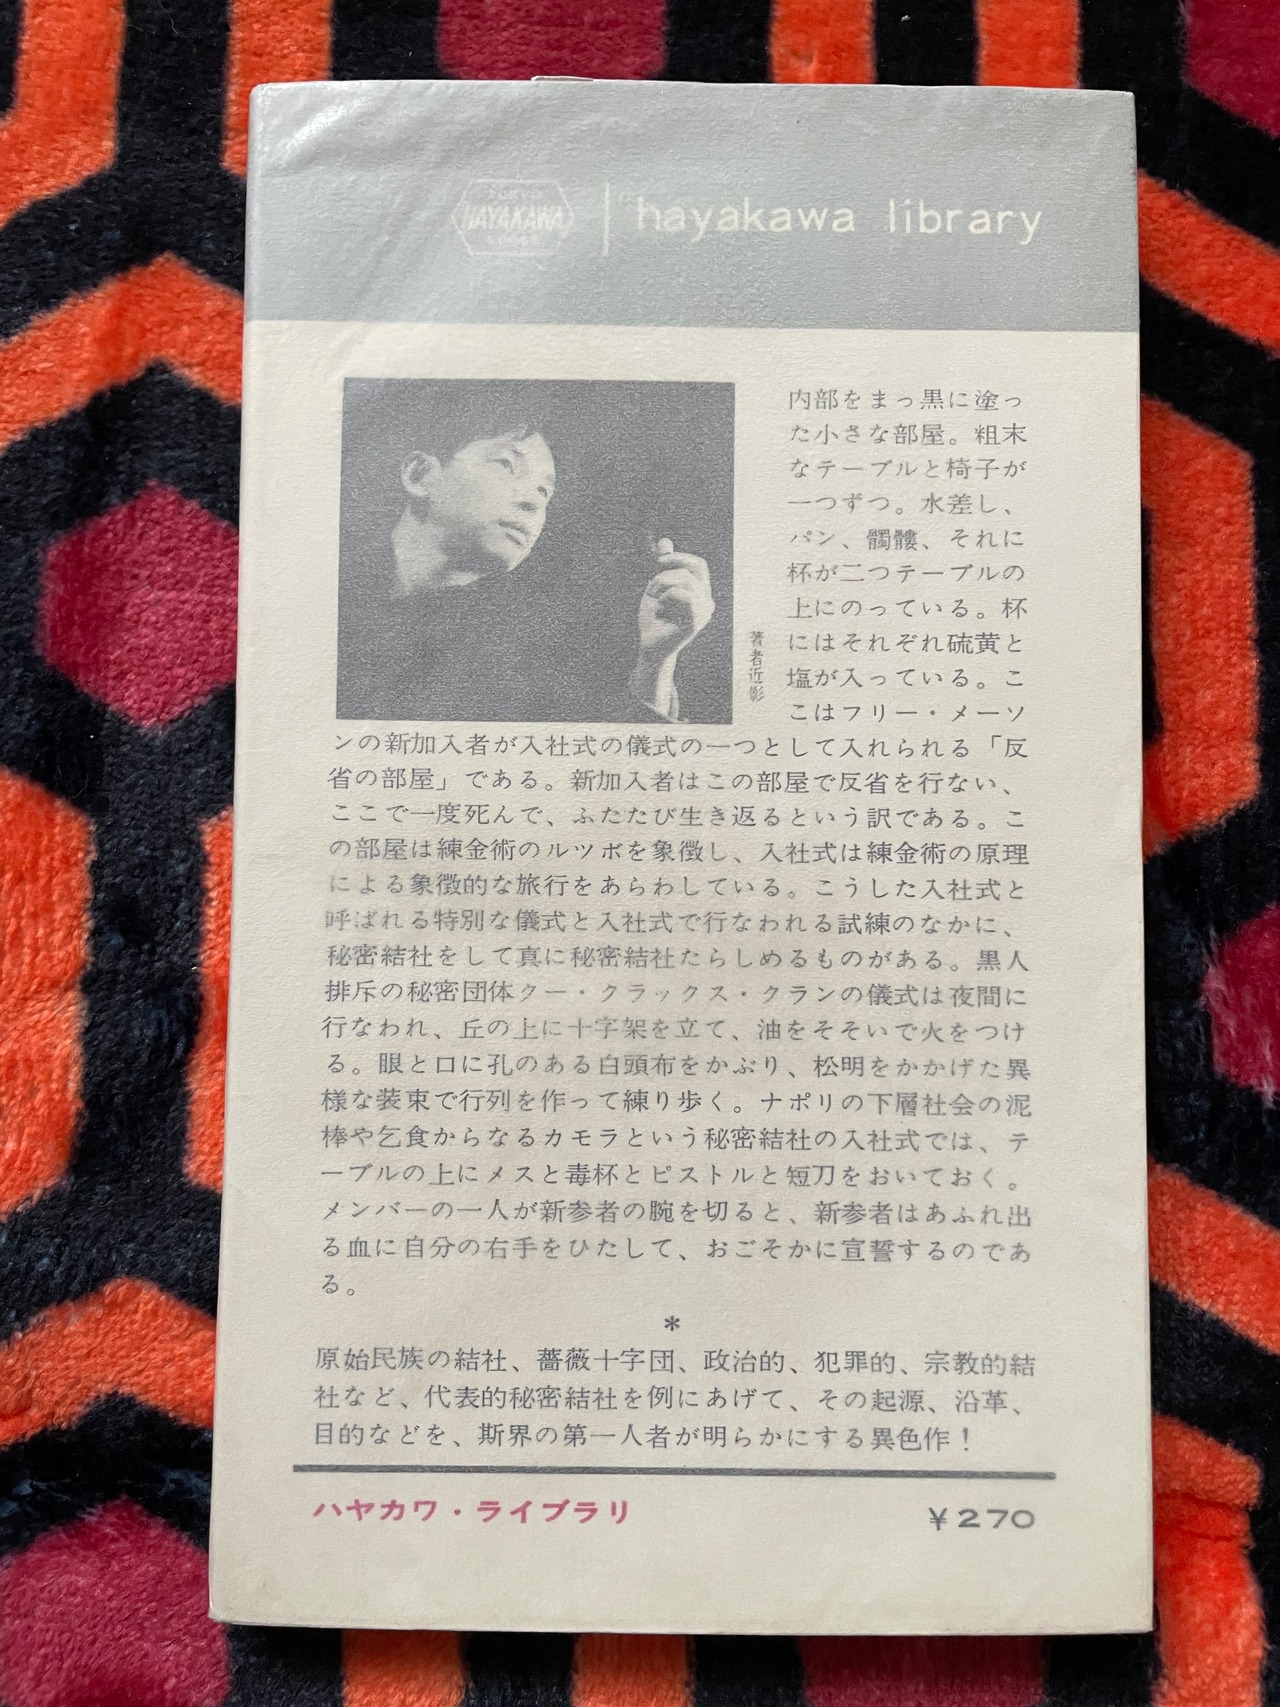 TOKYO
HAYAKAWA
hayakawa library
内部をまっ黒に塗っ
た小さな部屋。粗末
なテーブルと椅子が
一つずつ。水差し、
パン、髑髏、それに
杯が二つテーブルの
上にのっている。杯
にはそれぞれ硫黄と
塩が入っている。こ
こはフリー・メーソ
著者近影
ンの新加入者が入社式の儀式の一つとして入れられる「反
省の部屋」である。新加入者はこの部屋で反省を行ない、
ここで一度死んで、ふたたび生き返るという訳である。こ
の部屋は練金術のルツボを象徴し、入社式は練金術の原理
による象徴的な旅行をあらわしている。こうした入社式と
呼ばれる特別な儀式と入社式で行なわれる試練のなかに、
秘密結社をして真に秘密結社たらしめるものがある。黒人
排斥の秘密団体クー・クラックス・クランの儀式は夜間に
行なわれ、丘の上に十字架を立て、油をそそいで火をつけ
る。眼と口に孔のある白頭布をかぶり、松明をかかげた異
様な装束で行列を作って練り歩く。ナポリの下層社会の泥
棒や乞食からなるカモラという秘密結社の入社式では、テ
ーブルの上にメスと毒杯とピストルと短刀をおいておく。
メンバーの一人が新参者の腕を切ると、新参者はあふれ出
る血に自分の右手をひたして、おごそかに宣誓するのであ
る。
*
原始民族の結社、薔薇十字団、政治的、犯罪的、宗教的結
社など、代表的秘密結社を例にあげて、その起源、沿革、
目的などを、斯界の第一人者が明らかにする異色作！
ハヤカワ・ライブラリ
¥270